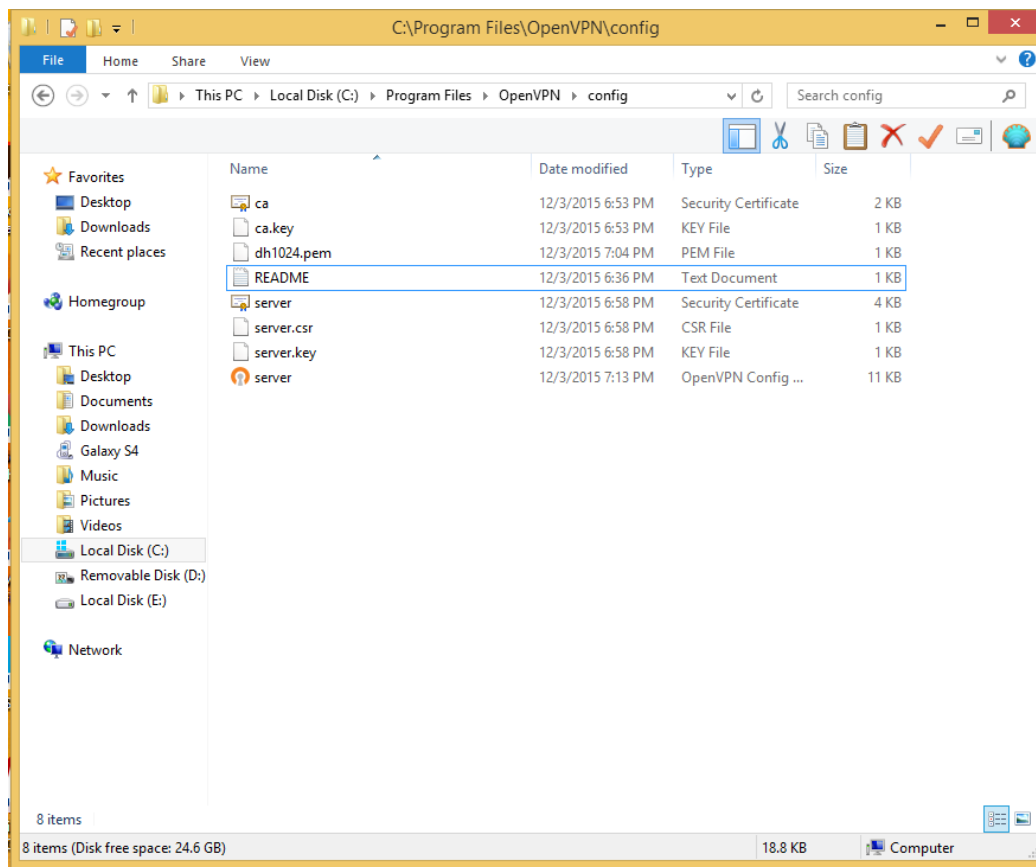 C:\Program Files\OpenVPN\config
File Home Share View
This PC Local Disk (C:) Program Files OpenVPN config Search config
Name Date modified Type Size
Favorites
Desktop
Downloads
Recent places
Homegroup
This PC
Desktop
Documents
Downloads
Galaxy S4
Music
Pictures
Videos
Local Disk (C:)
Removable Disk (D:)
Local Disk (E:)
Network
ca 12/3/2015 6:53 PM Security Certificate 2 KB
ca.key 12/3/2015 6:53 PM KEY File 1 KB
dh1024.pem 12/3/2015 7:04 PM PEM File 1 KB
README 12/3/2015 6:36 PM Text Document 1 KB
server 12/3/2015 6:58 PM Security Certificate 4 KB
server.csr 12/3/2015 6:58 PM CSR File 1 KB
server.key 12/3/2015 6:58 PM KEY File 1 KB
server 12/3/2015 7:13 PM OpenVPN Config ... 11 KB
8 items
8 items (Disk free space: 24.6 GB) 18.8 KB Computer